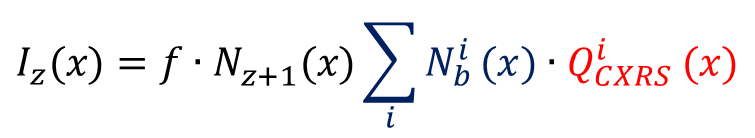 I_z(x) = f · N_{z+1}(x) ∑_i N_b^i (x) · Q_{CXRS}^i (x)